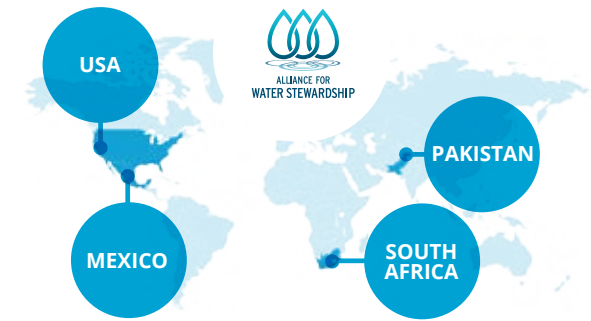 USA
ALLIANCE FOR
WATER STEWARDSHIP
PAKISTAN
MEXICO
SOUTH
AFRICA